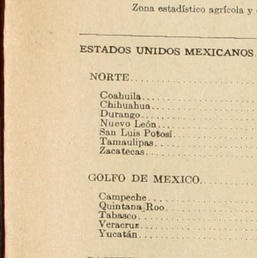 Zona estadístico agrícola y
ESTADOS UNIDOS MEXICANOS
NORTE
Coahuila
Chihuahua
Durango
Nuevo León
San Luis Potosí
Tamaulipas
Zacatecas
GOLFO DE MEXICO
Campeche
Quintana Roo
Tabasco
Veracruz
Yucatán